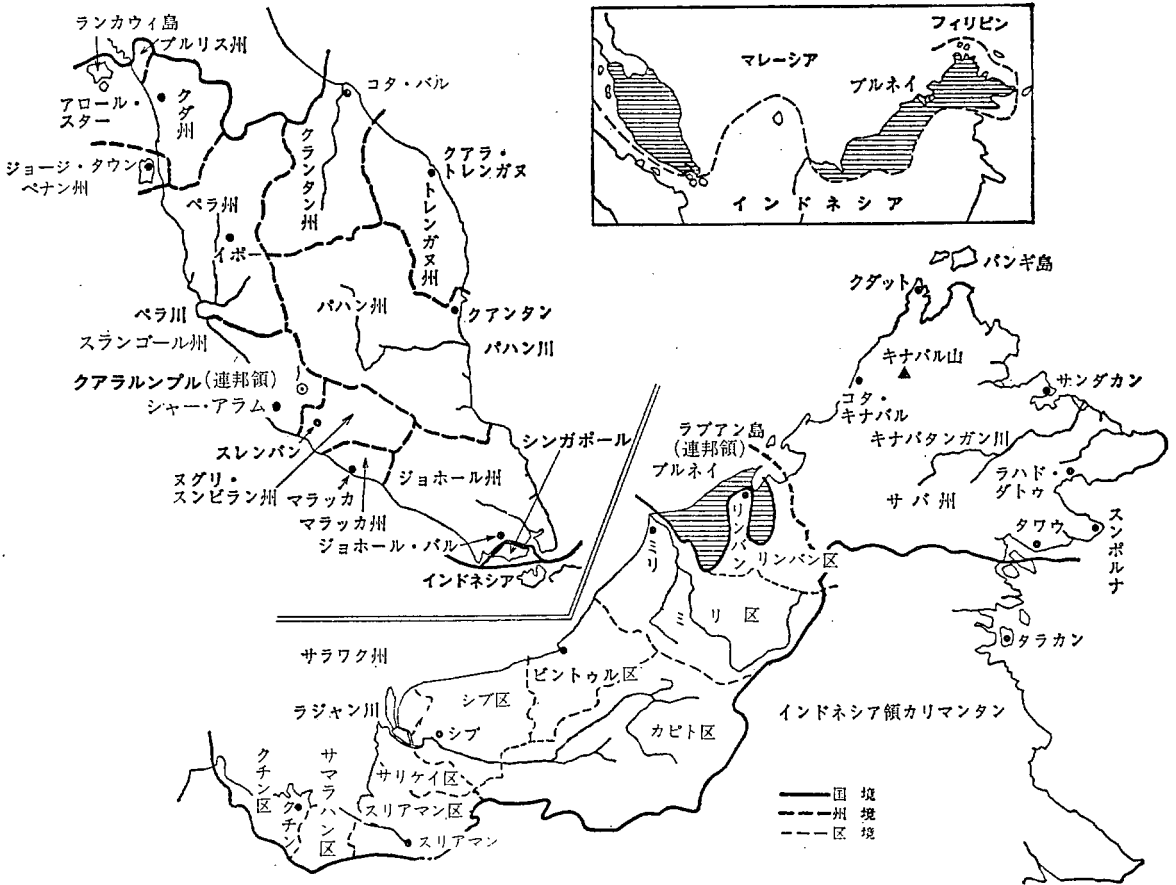 ランカウィ島
プルリス州
アロール・
スター
クダ州
コタ・バル
クランタン州
クアラ・
トレンガヌ
トレンガヌ州
ジョージ・タウン
ペナン州
ペラ州
イポー
ペラ川
スランゴール州
パハン州
クアンタン
パハン川
クアラルンプル(連邦領)
シャー・アラム
スレンバン
ヌグリ・
スンビラン州
マラッカ
マラッカ州
ジョホール州
ジョホール・バル
シンガポール
インドネシア
フィリピン
マレーシア
ブルネイ
インドネシア
バンギ島
クダット
キナバル山
コタ・
キナバル
サンダカン
キナバタンガン川
ラハド・
ダトゥ
サバ州
タワウ
スンポルナ
ラブアン島
(連邦領)
ブルネイ
リンバン
リンバン区
ミリ
ミリ区
タラカン
サラワク州
ビントゥル区
ラジャン川
シブ区
シブ
カピト区
インドネシア領カリマンタン
サリケイ区
スリアマン区
スリアマン
クチン区
クチン
サマラハン区
国境
州境
区境